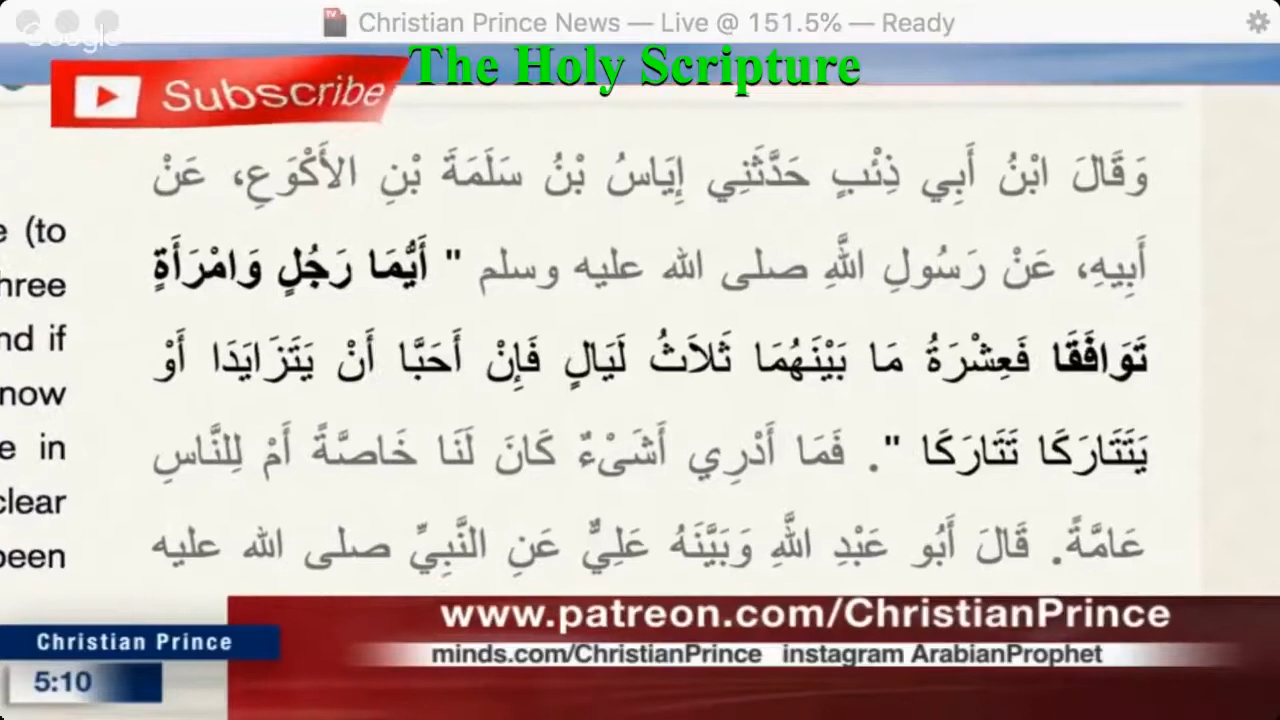 Christian Prince News — Live @ 151.5% — Ready
Google
The Holy Scripture
Subscribe
وَقَالَ ابْنُ أَبِي ذِئْبٍ حَدَّثَنِي إِيَاسُ بْنُ سَلَمَةَ بْنِ الأَكْوَعِ، عَنْ
أَبِيهِ، عَنْ رَسُولِ اللَّهِ صلى الله عليه وسلم ‏"‏ أَيُّمَا رَجُلٍ وَامْرَأَةٍ
تَوَافَقَا فَعِشْرَةُ مَا بَيْنَهُمَا ثَلاَثُ لَيَالٍ فَإِنْ أَحَبَّا أَنْ يَتَزَايَدَا أَوْ
يَتَتَارَكَا تَتَارَكَا ‏"‏‏.‏ فَمَا أَدْرِي أَشَىْءٌ كَانَ لَنَا خَاصَّةً أَمْ لِلنَّاسِ
عَامَّةً‏.‏ قَالَ أَبُو عَبْدِ اللَّهِ وَبَيَّنَهُ عَلِيٌّ عَنِ النَّبِيِّ صلى الله عليه
(to
nd if
now
in
been
www.patreon.com/ChristianPrince
Christian Prince
minds.com/ChristianPrince instagram ArabianProphet
5:10